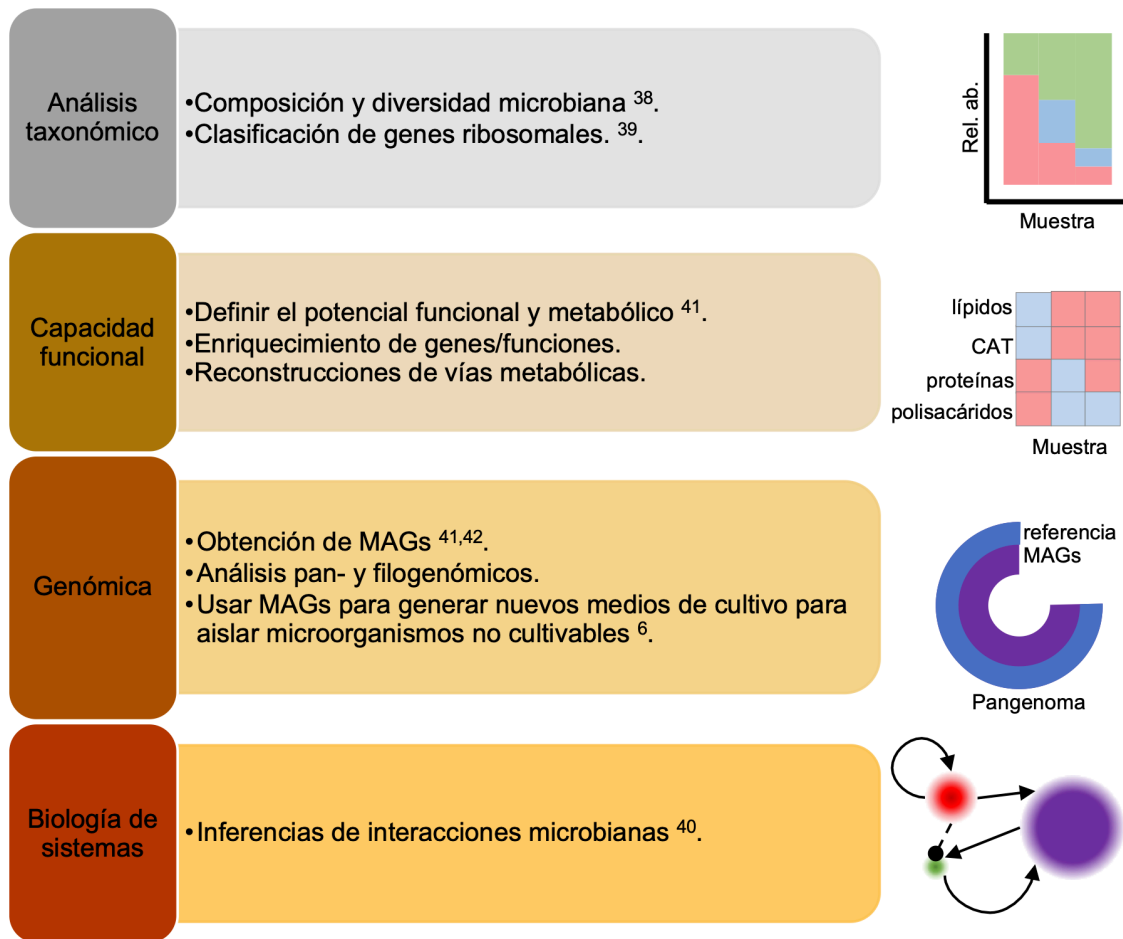 Análisis
taxonómico
•Composición y diversidad microbiana 38.
•Clasificación de genes ribosomales. 39.
Rel. ab.
Muestra
Capacidad
funcional
•Definir el potencial funcional y metabólico 41.
•Enriquecimiento de genes/funciones.
•Reconstrucciones de vías metabólicas.
lípidos
CAT
proteínas
polisacáridos
Muestra
Genómica
•Obtención de MAGs 41,42.
•Análisis pan- y filogenómicos.
•Usar MAGs para generar nuevos medios de cultivo para
aislar microorganismos no cultivables 6.
referencia
MAGs
Pangenoma
Biología de
sistemas
•Inferencias de interacciones microbianas 40.